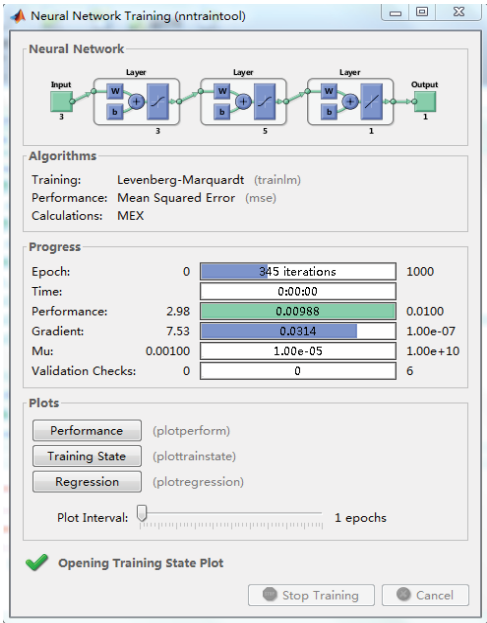 Neural Network Training (nntraintool)
Neural Network
Layer Layer Layer
Input Output
W W W
b b b
3 3 5 1 1
Algorithms
Training: Levenberg-Marquardt (trainlm)
Performance: Mean Squared Error (mse)
Calculations: MEX
Progress
Epoch: 0 345 iterations 1000
Time: 0:00:00
Performance: 2.98 0.00988 0.0100
Gradient: 7.53 0.0314 1.00e-07
Mu: 0.00100 1.00e-05 1.00e+10
Validation Checks: 0 0 6
Plots
Performance (plotperform)
Training State (plottrainstate)
Regression (plotregression)
Plot Interval: 1 epochs
Opening Training State Plot
Stop Training Cancel